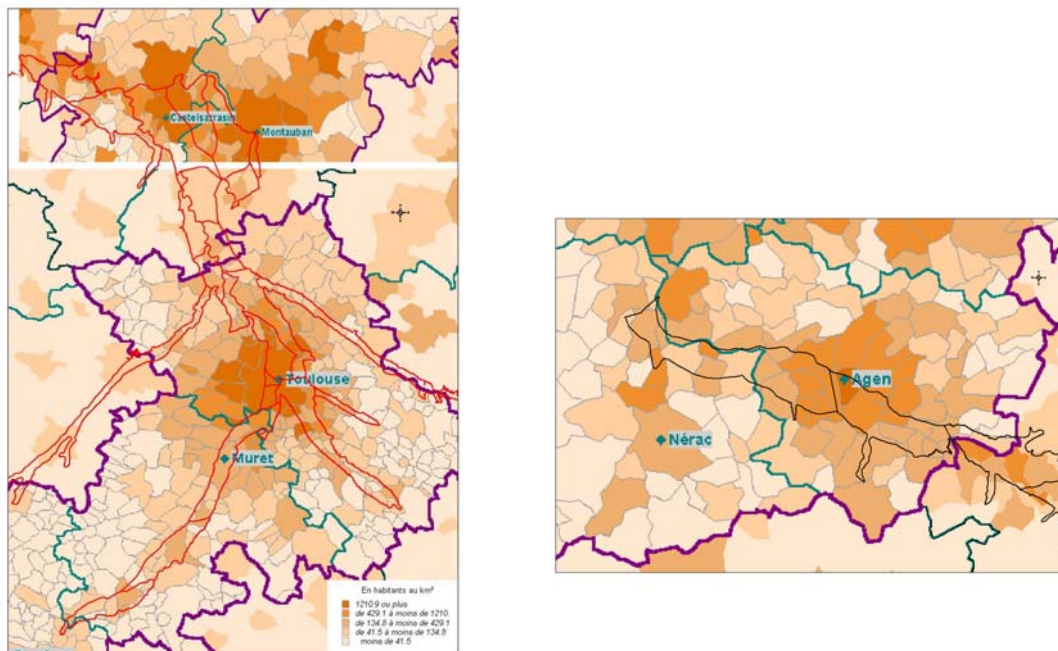 Castelsarrasin
Montauban
Toulouse
Muret
En habitants au km²
1210.9 ou plus
de 429.1 à moins de 1210.
de 134.8 à moins de 429.1
de 41.5 à moins de 134.8
moins de 41.5
Agen
Nérac